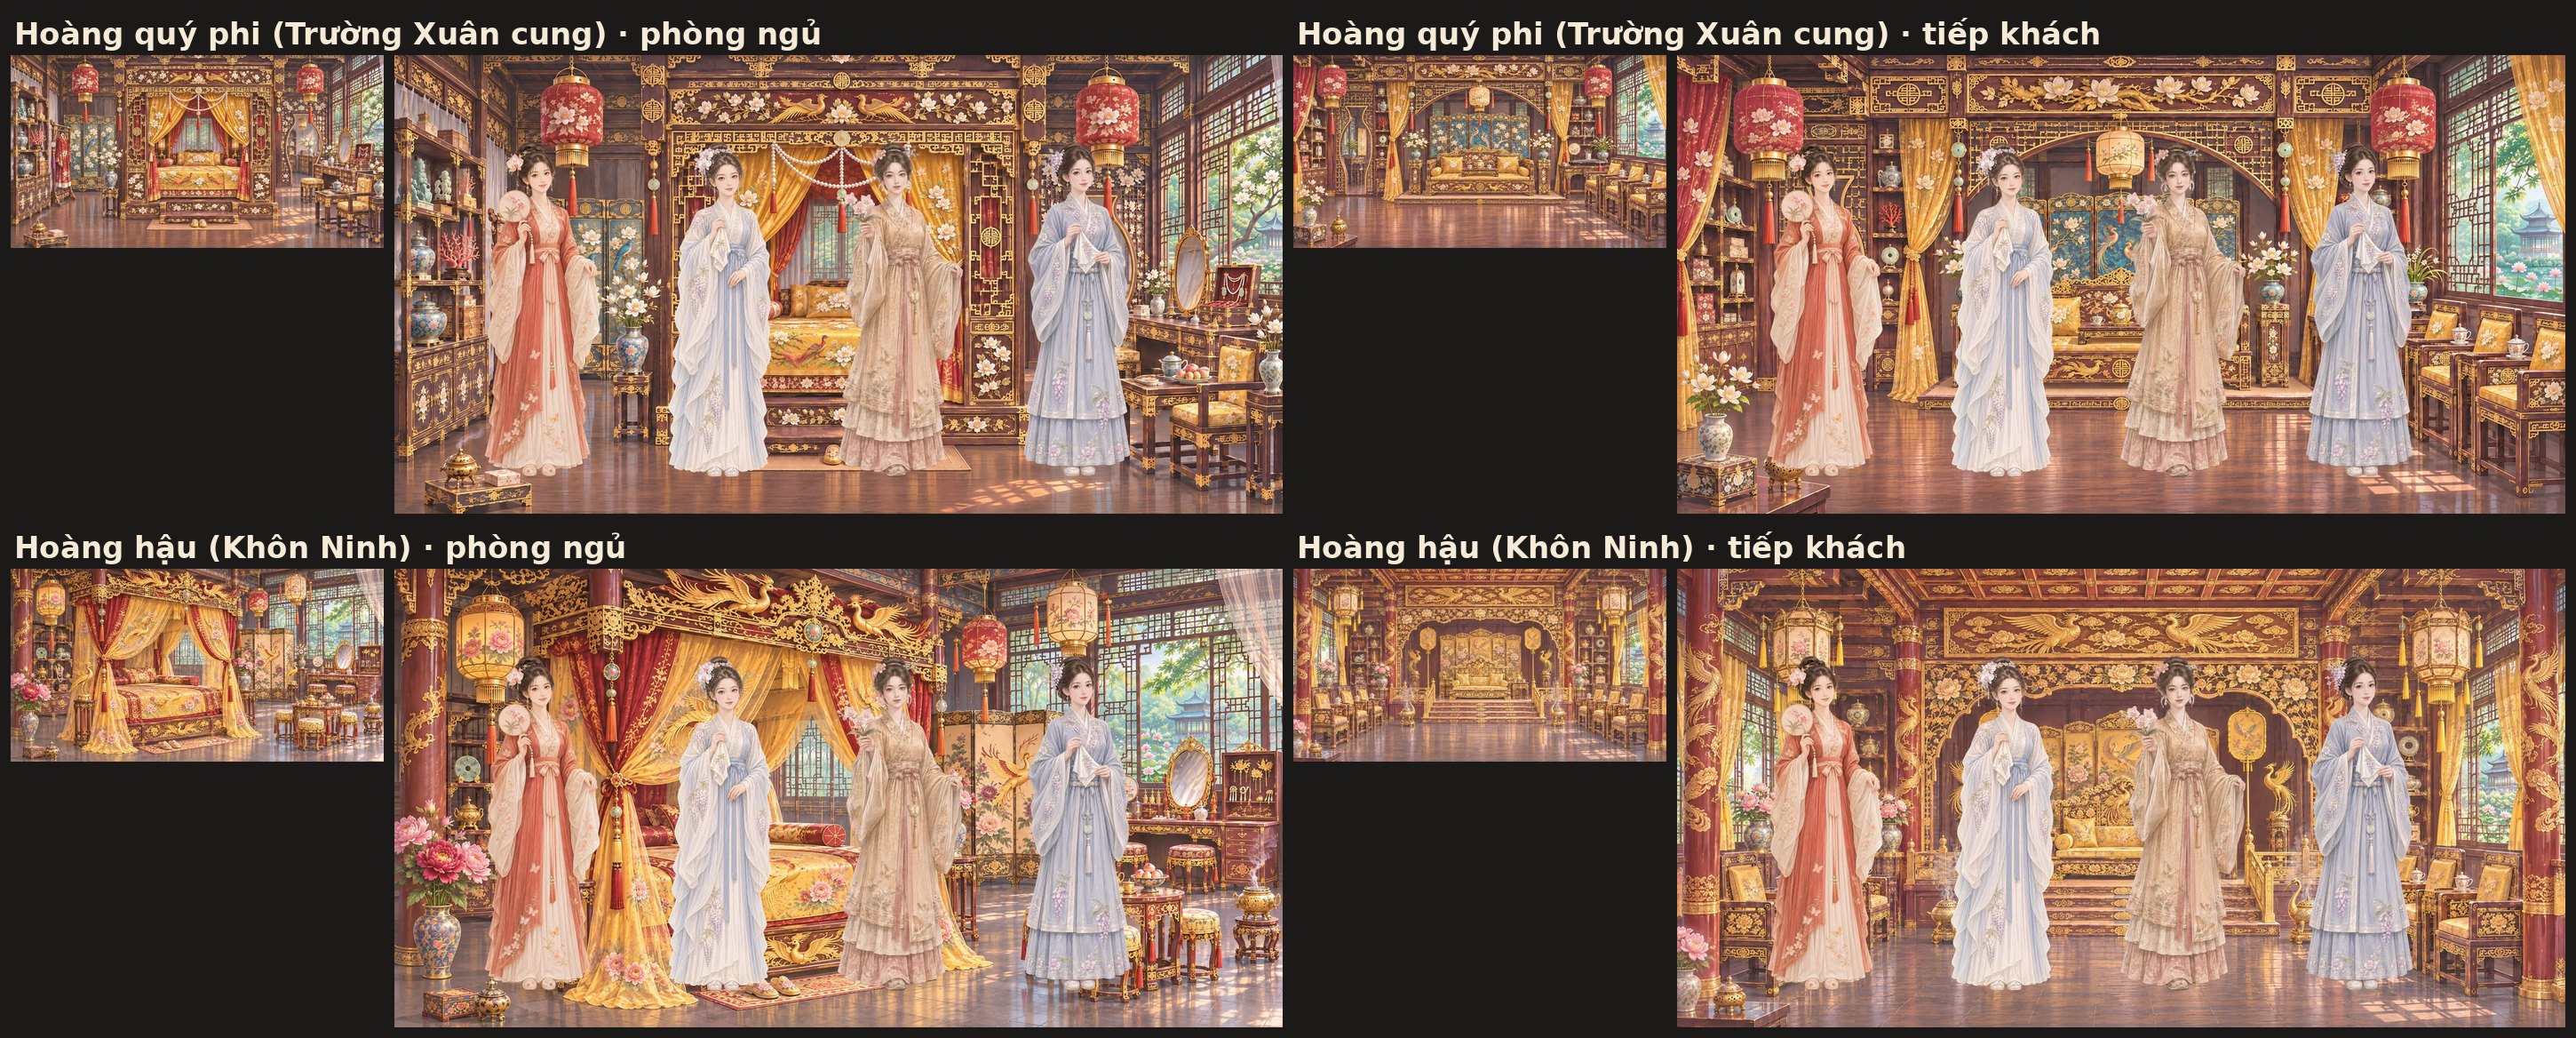 Hoàng quý phi (Trường Xuân cung) · phòng ngủ
Hoàng quý phi (Trường Xuân cung) · tiếp khách
Hoàng hậu (Khôn Ninh) · phòng ngủ
Hoàng hậu (Khôn Ninh) · tiếp khách